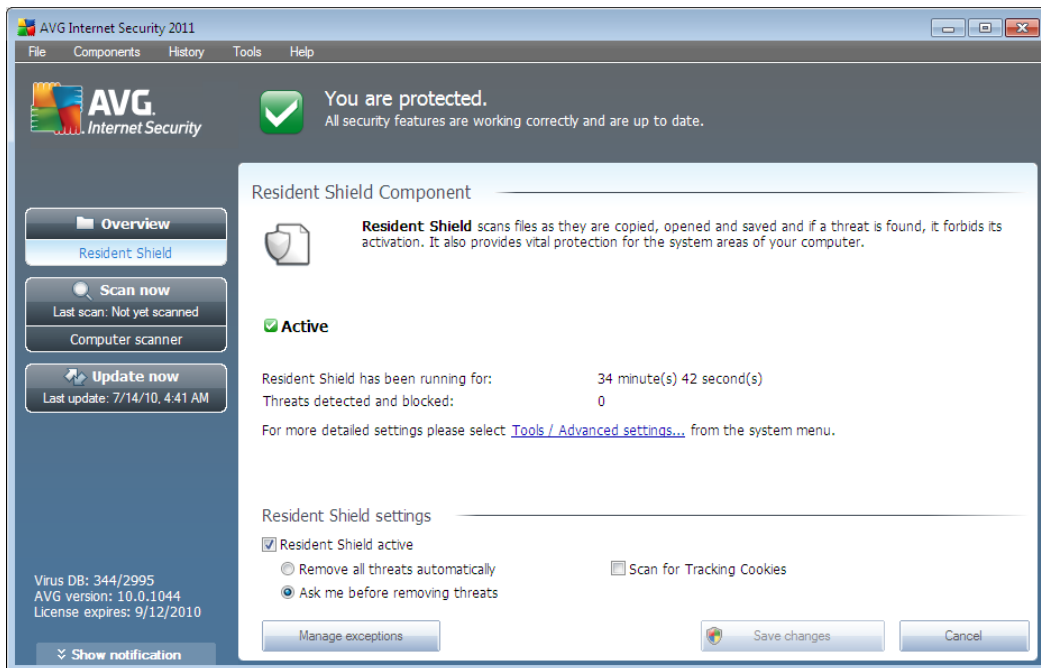 AVG Internet Security 2011
File Components History Tools Help
AVG.
Internet Security
You are protected.
All security features are working correctly and are up to date.
Overview
Resident Shield
Scan now
Last scan: Not yet scanned
Computer scanner
Update now
Last update: 7/14/10, 4:41 AM
Virus DB: 344/2995
AVG version: 10.0.1044
License expires: 9/12/2010
Show notification
Resident Shield Component
Resident Shield scans files as they are copied, opened and saved and if a threat is found, it forbids its
activation. It also provides vital protection for the system areas of your computer.
Active
Resident Shield has been running for: 34 minute(s) 42 second(s)
Threats detected and blocked: 0
For more detailed settings please select Tools / Advanced settings... from the system menu.
Resident Shield settings
Resident Shield active
Remove all threats automatically Scan for Tracking Cookies
Ask me before removing threats
Manage exceptions Save changes Cancel